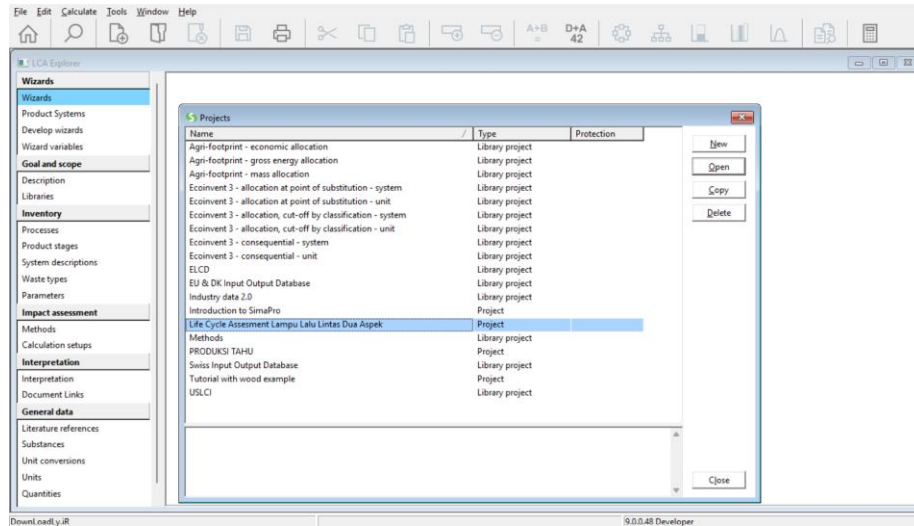 File Edit Calculate Tools Window Help
A+B
=
D+A
42
LCA Explorer
Wizards
Wizards
Product Systems
Develop wizards
Wizard variables
Goal and scope
Description
Libraries
Inventory
Processes
Product stages
System descriptions
Waste types
Parameters
Impact assessment
Methods
Calculation setups
Interpretation
Interpretation
Document Links
General data
Literature references
Substances
Unit conversions
Units
Quantities
Projects
Name / Type Protection
Agri-footprint - economic allocation Library project
Agri-footprint - gross energy allocation Library project
Agri-footprint - mass allocation Library project
Ecoinvent 3 - allocation at point of substitution - system Library project
Ecoinvent 3 - allocation at point of substitution - unit Library project
Ecoinvent 3 - allocation, cut-off by classification - system Library project
Ecoinvent 3 - allocation, cut-off by classification - unit Library project
Ecoinvent 3 - consequential - system Library project
Ecoinvent 3 - consequential - unit Library project
ELCD Library project
EU & DK Input Output Database Library project
Industry data 2.0 Library project
Introduction to SimaPro Project
Life Cycle Assesment Lampu Lalu Lintas Dua Aspek Project
Methods Library project
PRODUKSI TAHU Project
Swiss Input Output Database Library project
Tutorial with wood example Project
USLCI Library project
New
Open
Copy
Delete
Close
DownLoadLy.iR 9.0.0.48 Developer